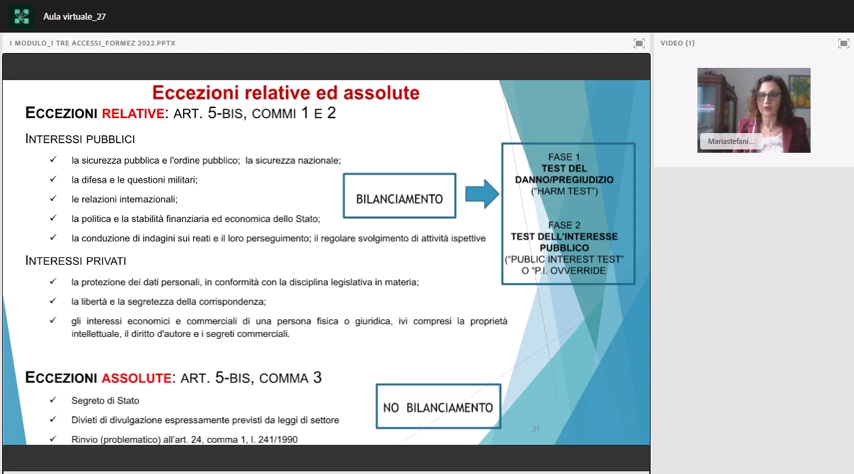 Aula virtuale_27
I MODULO_I TRE ACCESSI_FORMEZ 2022.PPTX
VIDEO (1)
Eccezioni relative ed assolute
ECCEZIONI RELATIVE: ART. 5-BIS, COMMI 1 E 2
INTERESSI PUBBLICI
✓ la sicurezza pubblica e l'ordine pubblico; la sicurezza nazionale;
✓ la difesa e le questioni militari;
✓ le relazioni internazionali;
✓ la politica e la stabilità finanziaria ed economica dello Stato;
✓ la conduzione di indagini sui reati e il loro perseguimento; il regolare svolgimento di attività ispettive
BILANCIAMENTO
FASE 1
TEST DEL
DANNO/PREGIUDIZIO
("HARM TEST")
FASE 2
TEST DELL'INTERESSE
PUBBLICO
("PUBLIC INTEREST TEST"
O "P.I. OVVERRIDE
INTERESSI PRIVATI
✓ la protezione dei dati personali, in conformità con la disciplina legislativa in materia;
✓ la libertà e la segretezza della corrispondenza;
✓ gli interessi economici e commerciali di una persona fisica o giuridica, ivi compresi la proprietà
intellettuale, il diritto d'autore e i segreti commerciali.
ECCEZIONI ASSOLUTE: ART. 5-BIS, COMMA 3
✓ Segreto di Stato
✓ Divieti di divulgazione espressamente previsti da leggi di settore
✓ Rinvio (problematico) all'art. 24, comma 1, l. 241/1990
NO BILANCIAMENTO
31
Mariastefani...